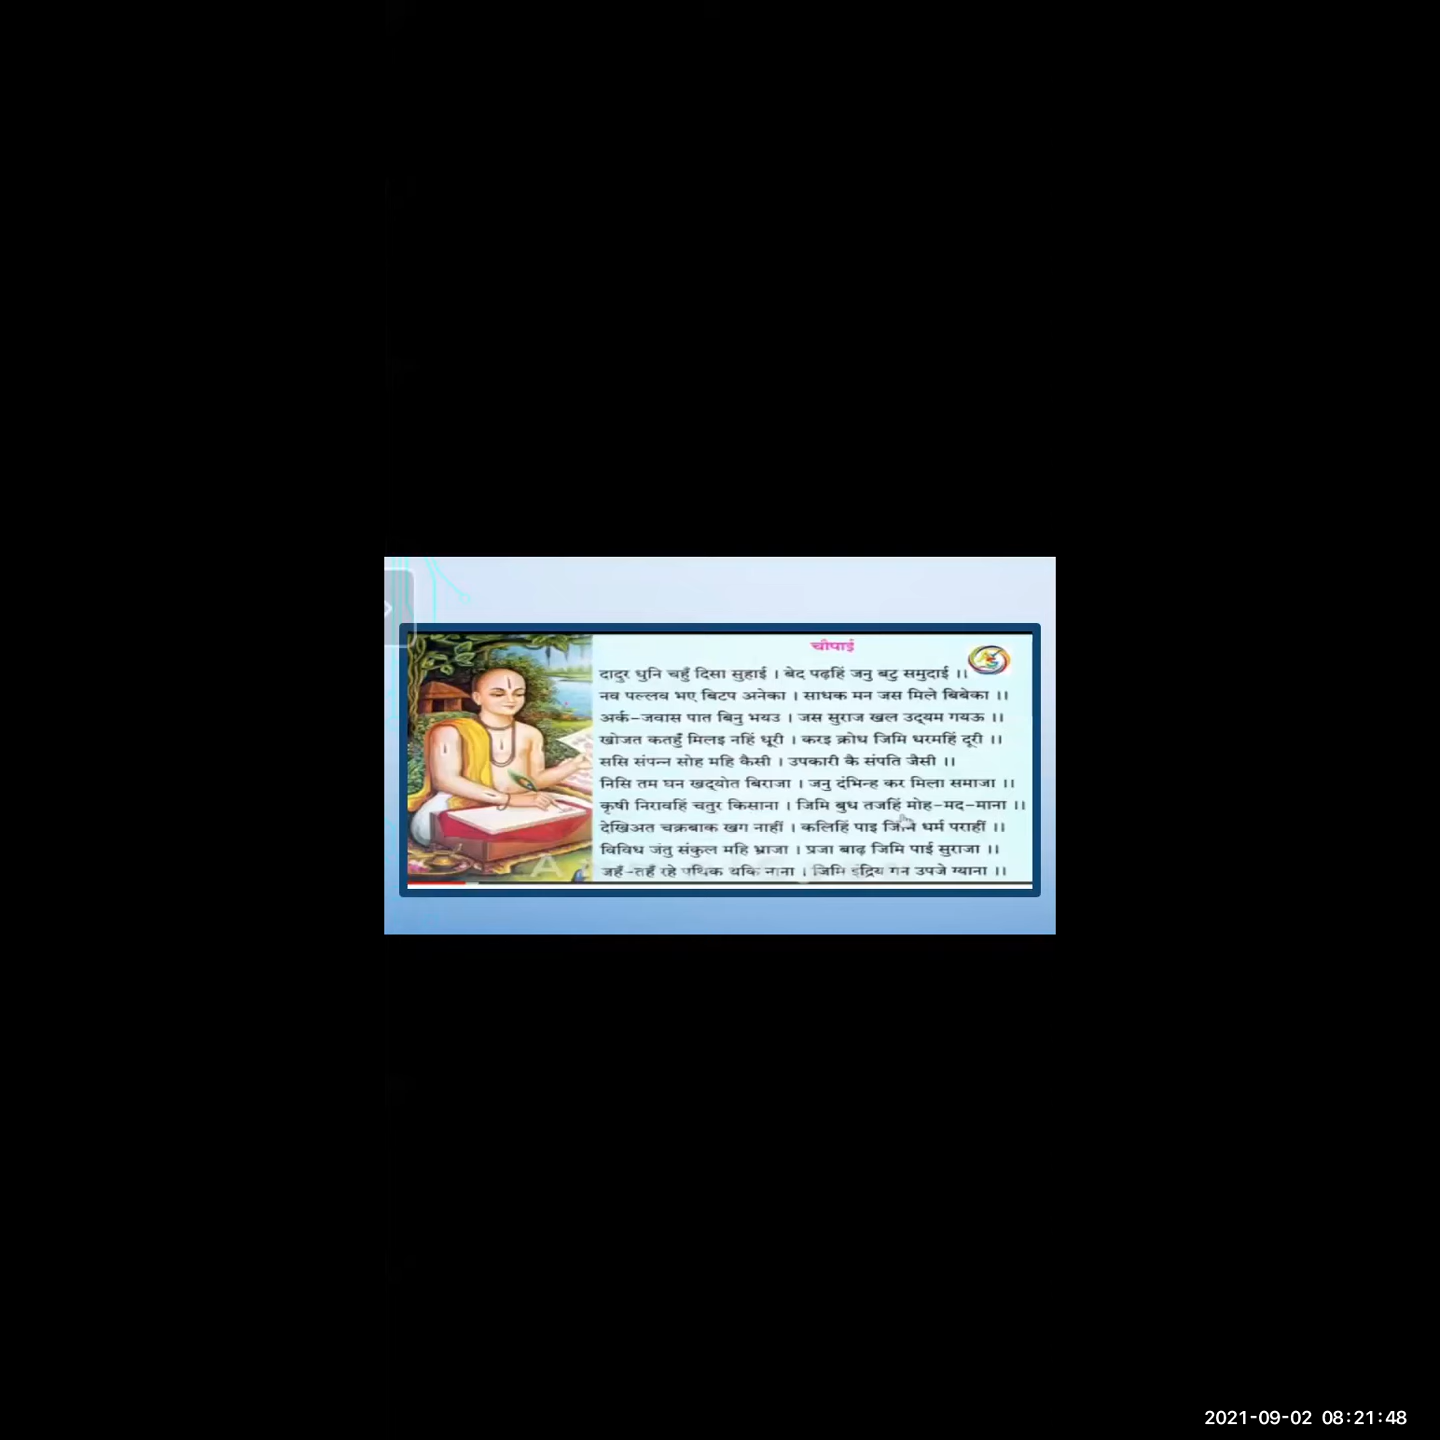 चौपाई
दादुर धुनि चहुँ दिसा सुहाई । बेद पढ़हिं जनु बटु समुदाई ।।
नव पल्लव भए बिटप अनेका । साधक मन जस मिले बिबेका ।।
अर्क-जवास पात बिनु भयउ । जस सुराज खल उद्यम गयऊ ।।
खोजत कतहुँ मिलइ नहिं धूरी । करइ क्रोध जिमि धरमहिं दूरी ।।
ससि संपन्न सोह महि कैसी । उपकारी कै संपति जैसी ।।
निसि तम घन खद्योत बिराजा । जनु दंभिन्ह कर मिला समाजा ।।
कृषी निरावहिं चतुर किसाना । जिमि बुध तजहिं मोह-मद-माना ।।
देखिअत चक्रबाक खग नाहीं । कलिहिं पाइ धर्म पराहीं ।।
विविध जंतु संकुल महि भ्राजा । प्रजा बाढ़ जिमि पाई सुराजा ।।
जहँ-तहँ रहे पथिक थकि नाना । जिमि इंद्रिय गन उपजे ग्याना ।।
2021-09-02 08:21:48